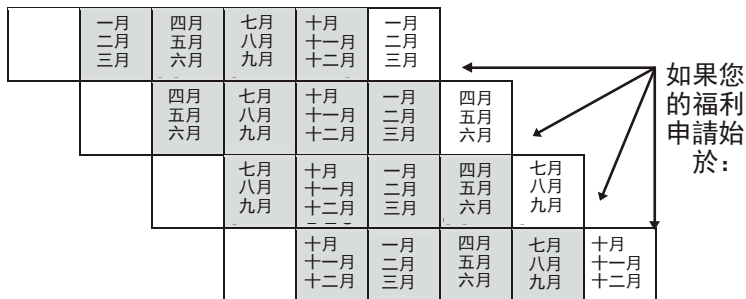 一月 四月 七月 十月 一月
二月 五月 八月 十一月 二月
三月 六月 九月 十二月 三月
四月 七月 十月 一月 四月
五月 八月 十一月 二月 五月
六月 九月 十二月 三月 六月
七月 十月 一月 四月 七月
八月 十一月 二月 五月 八月
九月 十二月 三月 六月 九月
十月 一月 四月 七月 十月
十一月 二月 五月 八月 十一月
十二月 三月 六月 九月 十二月
如果您
的福利
申請始
於：